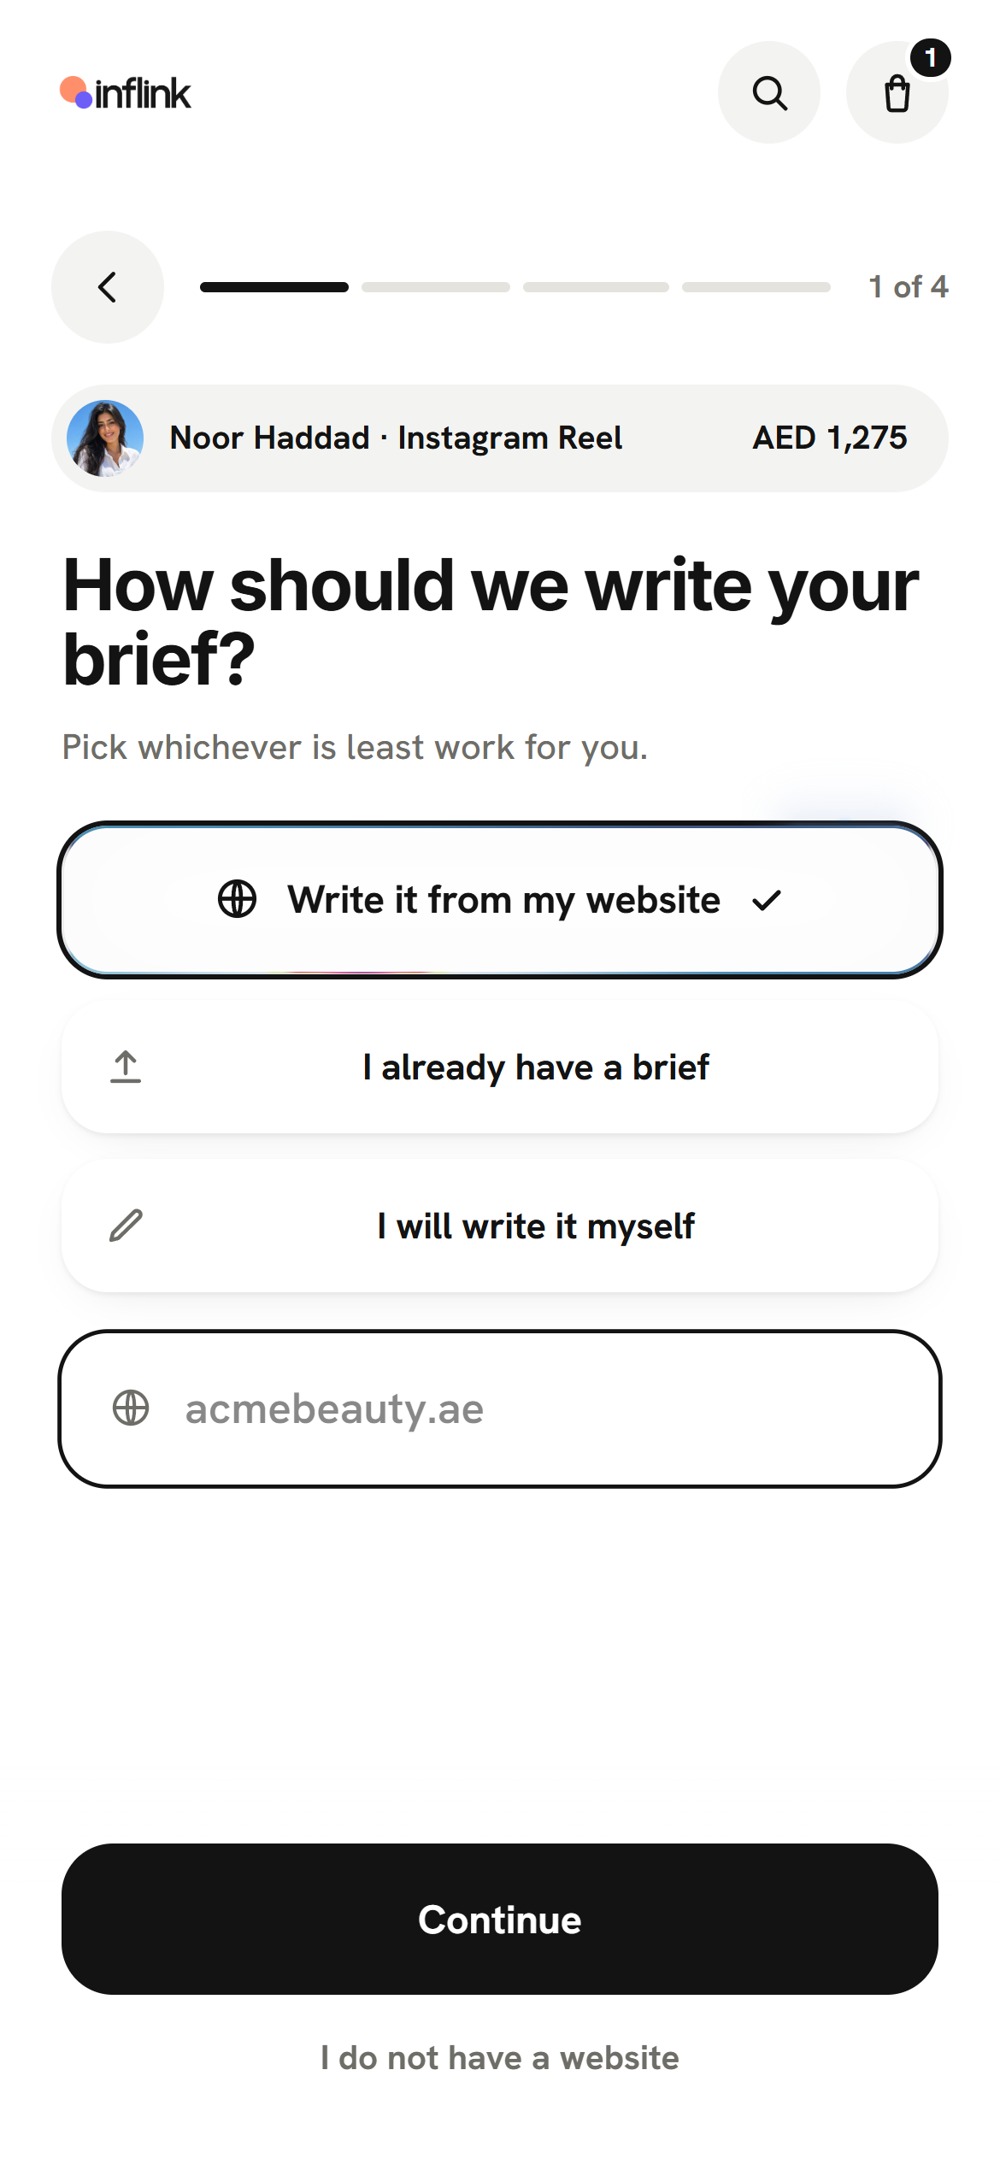 inflink
1
1 of 4
Noor Haddad · Instagram Reel AED 1,275
How should we write your
brief?
Pick whichever is least work for you.
Write it from my website
I already have a brief
I will write it myself
acmebeauty.ae
Continue
I do not have a website